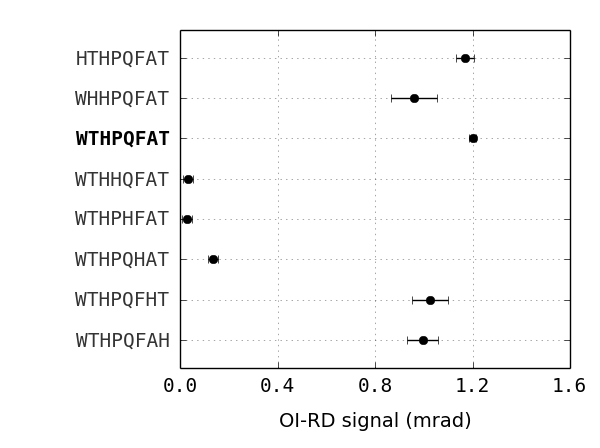 HTHPQFAT
WHHPQFAT
WTHPQFAT
WTHHQFAT
WTHPHFAT
WTHPQHAT
WTHPQFHT
WTHPQFAH
0.0 0.4 0.8 1.2 1.6
OI-RD signal (mrad)